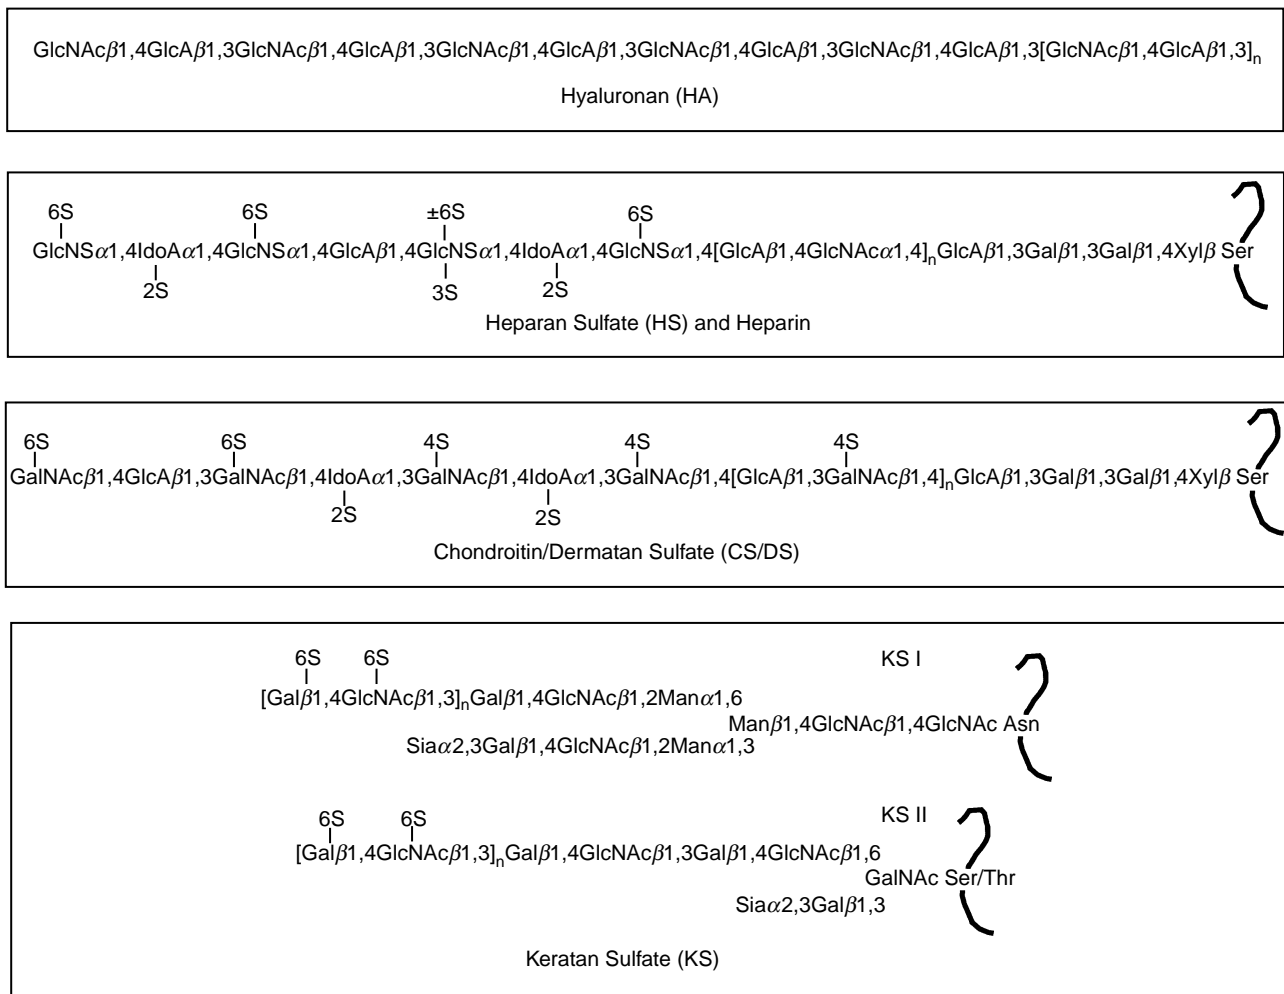 GlcNAcβ1,4GlcAβ1,3GlcNAcβ1,4GlcAβ1,3GlcNAcβ1,4GlcAβ1,3GlcNAcβ1,4GlcAβ1,3GlcNAcβ1,4GlcAβ1,3[GlcNAcβ1,4GlcAβ1,3]n
Hyaluronan (HA)
6S 6S ±6S 6S
GlcNSα1,4IdoAα1,4GlcNSα1,4GlcAβ1,4GlcNSα1,4IdoAα1,4GlcNSα1,4[GlcAβ1,4GlcNAcα1,4]nGlcAβ1,3Galβ1,3Galβ1,4Xylβ Ser
2S 3S 2S
Heparan Sulfate (HS) and Heparin
6S 6S 4S 4S 4S
GalNAcβ1,4GlcAβ1,3GalNAcβ1,4IdoAα1,3GalNAcβ1,4IdoAα1,3GalNAcβ1,4[GlcAβ1,3GalNAcβ1,4]nGlcAβ1,3Galβ1,3Galβ1,4Xylβ Ser
2S 2S
Chondroitin/Dermatan Sulfate (CS/DS)
6S 6S KS I
[Galβ1,4GlcNAcβ1,3]nGalβ1,4GlcNAcβ1,2Manα1,6
Manβ1,4GlcNAcβ1,4GlcNAc Asn
Siaα2,3Galβ1,4GlcNAcβ1,2Manα1,3
6S 6S KS II
[Galβ1,4GlcNAcβ1,3]nGalβ1,4GlcNAcβ1,3Galβ1,4GlcNAcβ1,6
GalNAc Ser/Thr
Siaα2,3Galβ1,3
Keratan Sulfate (KS)